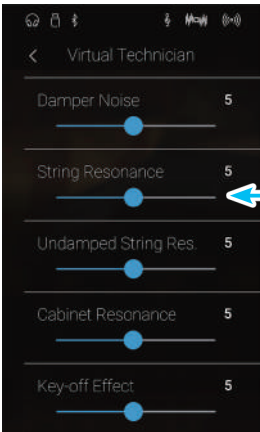 Virtual Technician
Damper Noise 5
String Resonance 5
Undamped String Res. 5
Cabinet Resonance 5
Key-off Effect 5